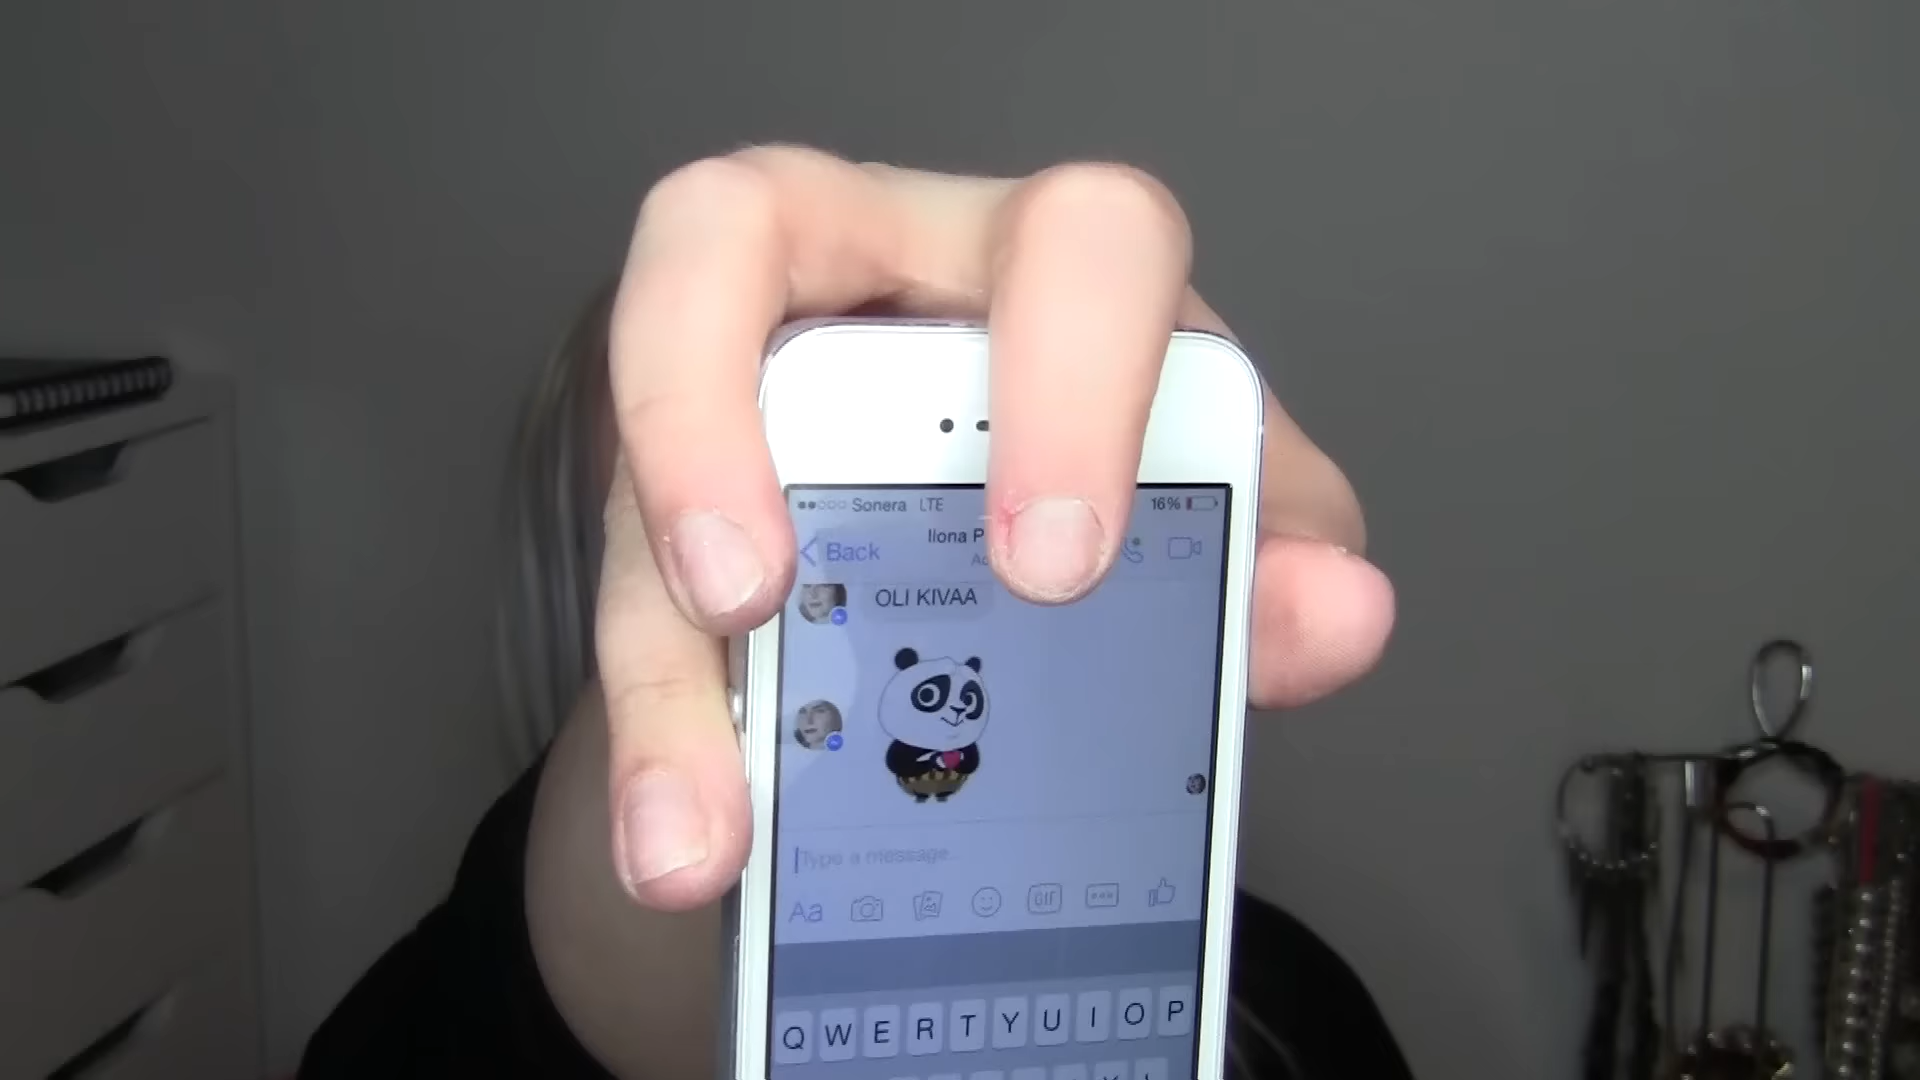 Sonera LTE 16%
Ilona P
Back
OLI KIVAA
Type a message...
Aa GIF
Q W E R T Y U I O P